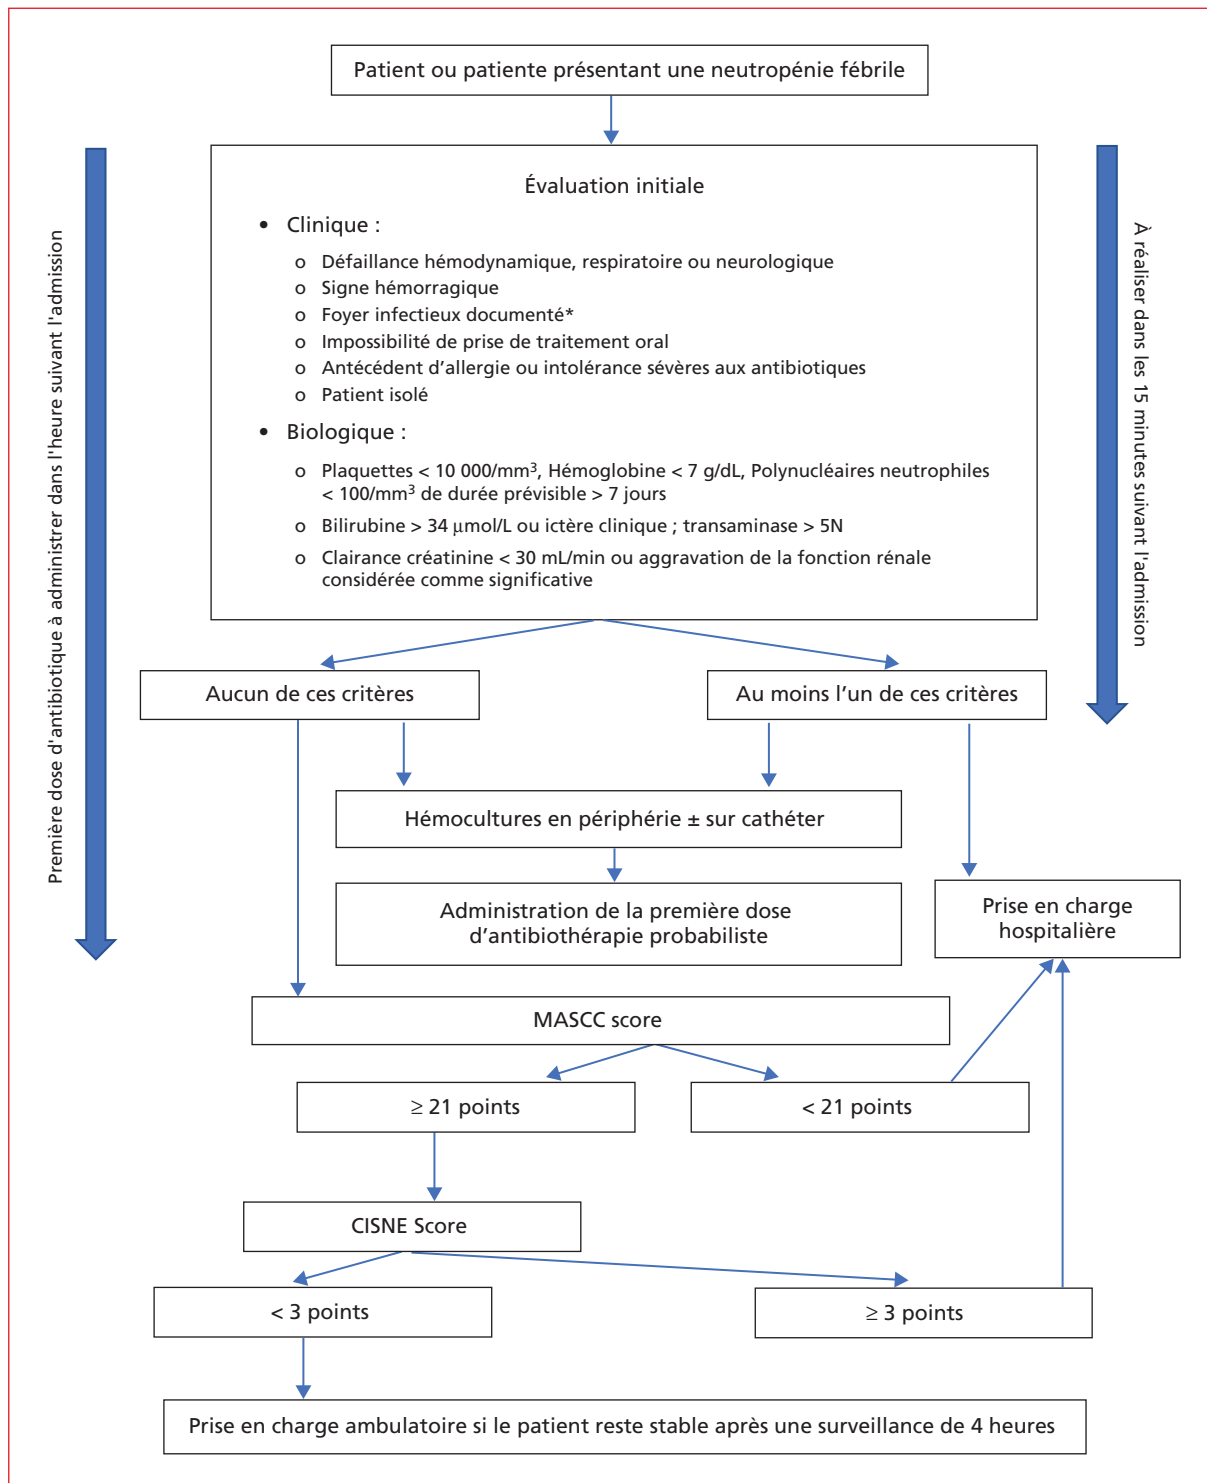 Patient ou patiente présentant une neutropénie fébrile
Première dose d'antibiotique à administrer dans l'heure suivant l'admission
À réaliser dans les 15 minutes suivant l'admission
Évaluation initiale
• Clinique :
o Défaillance hémodynamique, respiratoire ou neurologique
o Signe hémorragique
o Foyer infectieux documenté*
o Impossibilité de prise de traitement oral
o Antécédent d’allergie ou intolérance sévères aux antibiotiques
o Patient isolé
• Biologique :
o Plaquettes < 10 000/mm³, Hémoglobine < 7 g/dL, Polynucléaires neutrophiles
< 100/mm³ de durée prévisible > 7 jours
o Bilirubine > 34 μmol/L ou ictère clinique ; transaminase > 5N
o Clairance créatinine < 30 mL/min ou aggravation de la fonction rénale
considérée comme significative
Aucun de ces critères
Au moins l’un de ces critères
Hémocultures en périphérie ± sur cathéter
Administration de la première dose
d’antibiothérapie probabiliste
Prise en charge
hospitalière
MASCC score
≥ 21 points
< 21 points
CISNE Score
< 3 points
≥ 3 points
Prise en charge ambulatoire si le patient reste stable après une surveillance de 4 heures